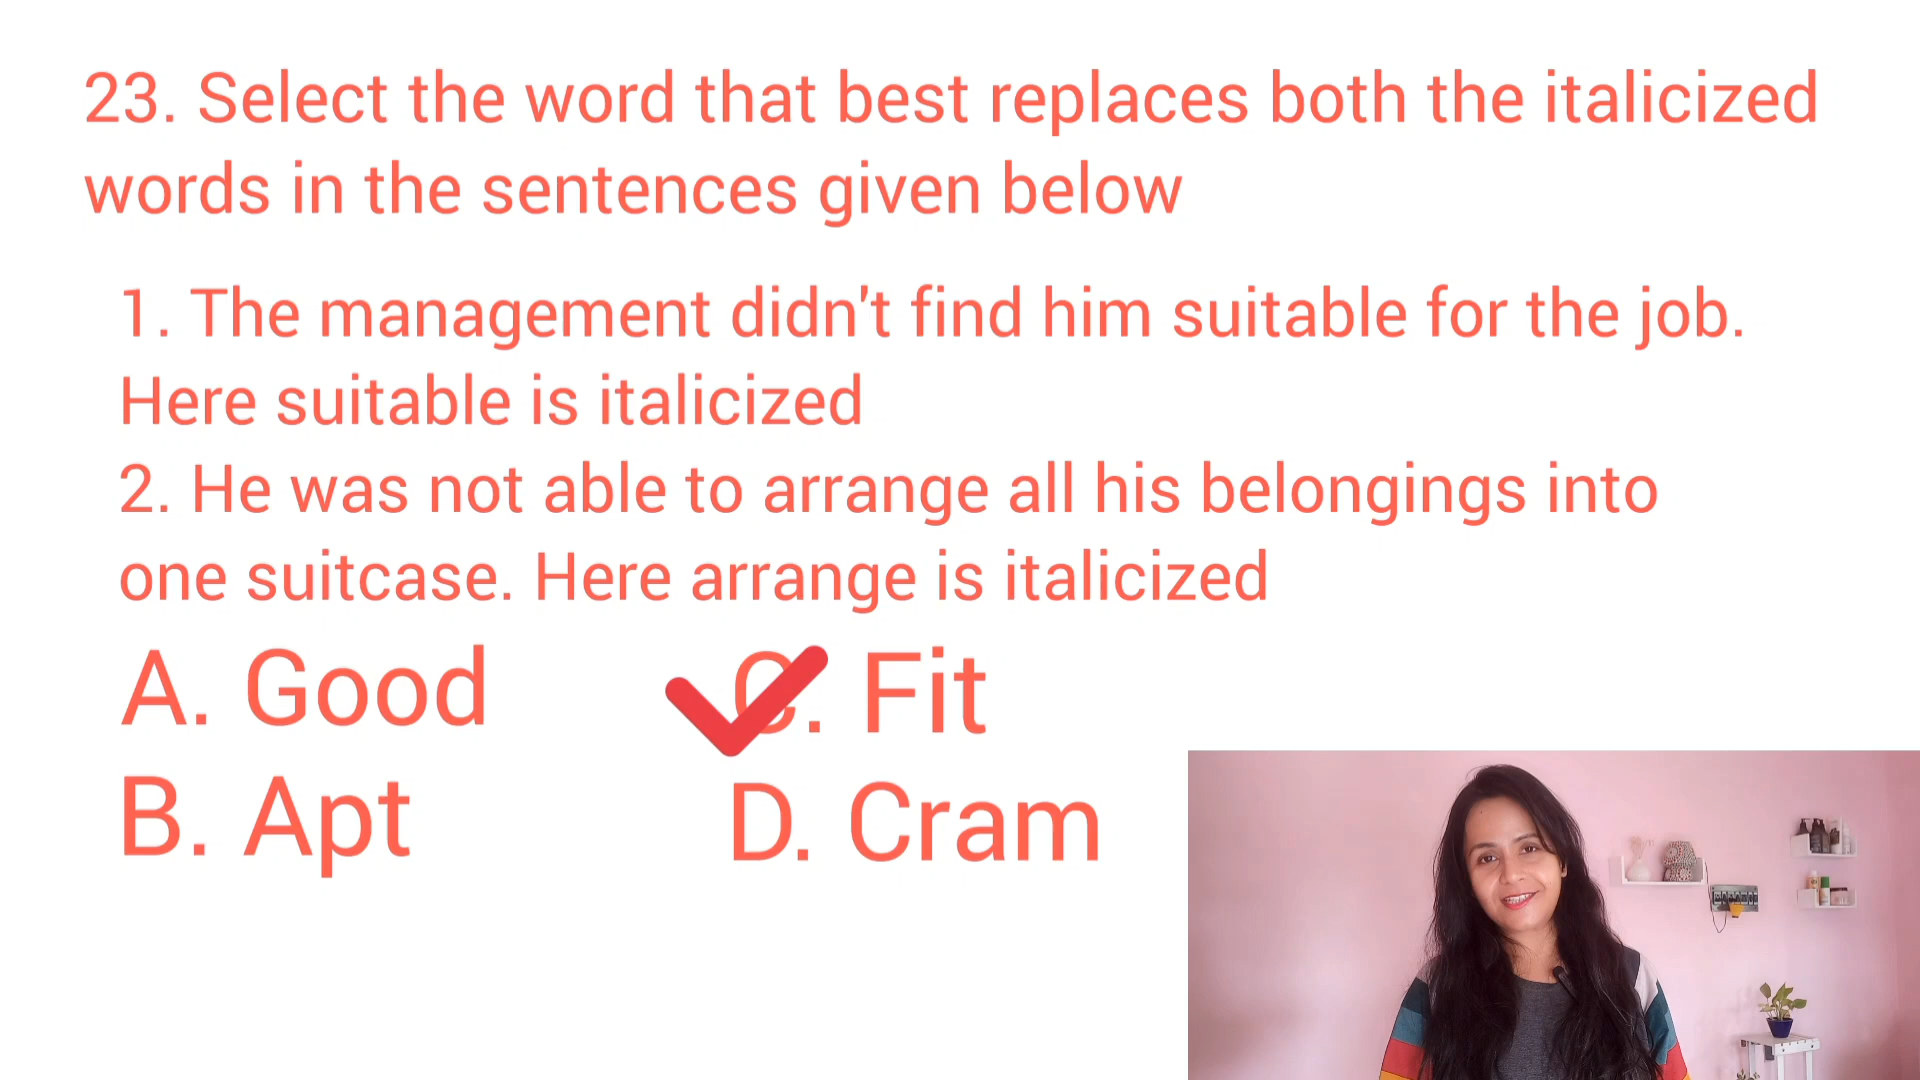 23. Select the word that best replaces both the italicized
words in the sentences given below
1. The management didn't find him suitable for the job.
Here suitable is italicized
2. He was not able to arrange all his belongings into
one suitcase. Here arrange is italicized
A. Good
C. Fit
B. Apt
D. Cram